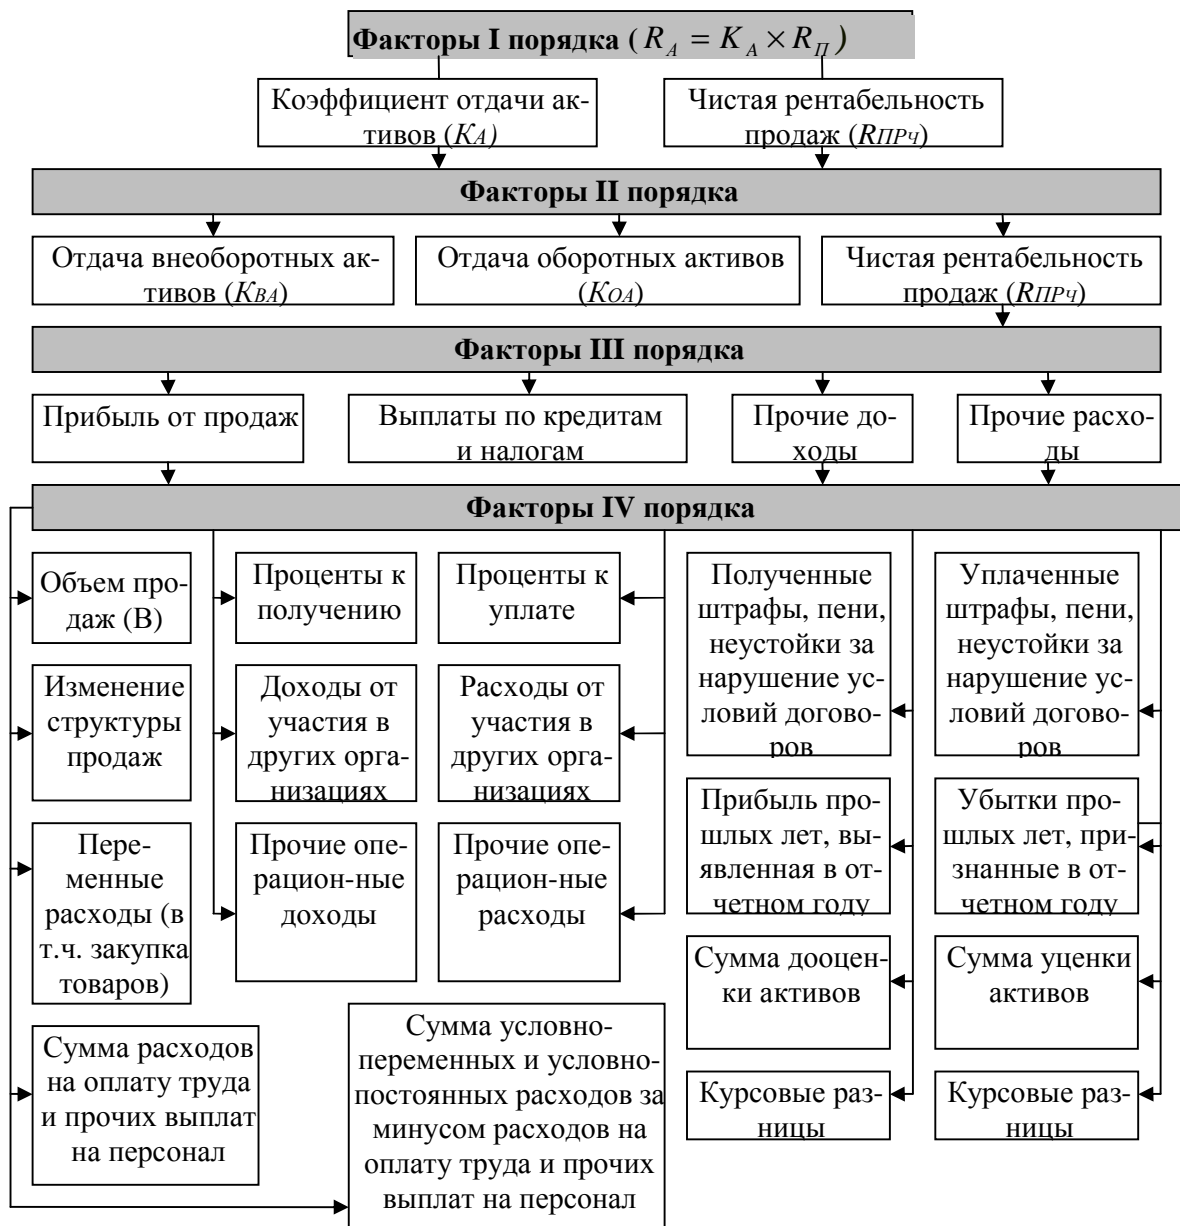 Факторы I порядка ( R_A = K_A × R_П )
Коэффициент отдачи ак-
тивов (КА)
Чистая рентабельность
продаж (RПРч)
Факторы II порядка
Отдача внеоборотных ак-
тивов (КВА)
Отдача оборотных активов
(КОА)
Чистая рентабельность
продаж (RПРч)
Факторы III порядка
Прибыль от продаж
Выплаты по кредитам
и налогам
Прочие до-
ходы
Прочие расхо-
ды
Факторы IV порядка
Объем про-
даж (В)
Проценты к
получению
Проценты к
уплате
Полученные
штрафы, пени,
неустойки за
нарушение ус-
ловий догово-
ров
Уплаченные
штрафы, пени,
неустойки за
нарушение ус-
ловий догово-
ров
Изменение
структуры
продаж
Доходы от
участия в
других орга-
низациях
Расходы от
участия в
других орга-
низациях
Прибыль про-
шлых лет, вы-
явленная в от-
четном году
Убытки про-
шлых лет, при-
знанные в от-
четном году
Пере-
менные
расходы (в
т.ч. закупка
товаров)
Прочие опе-
рацион-ные
доходы
Прочие опе-
рацион-ные
расходы
Сумма дооцен-
ки активов
Сумма уценки
активов
Сумма расходов
на оплату труда
и прочих выплат
на персонал
Сумма условно-
переменных и условно-
постоянных расходов за
минусом расходов на
оплату труда и прочих
выплат на персонал
Курсовые раз-
ницы
Курсовые раз-
ницы